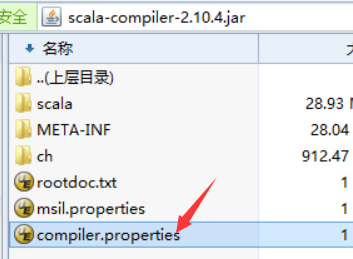 安全 scala-compiler-2.10.4.jar
名称
..(上层目录)
scala 28.93
META-INF 28.04
ch 912.47
rootdoc.txt 1
msil.properties 1
compiler.properties 1